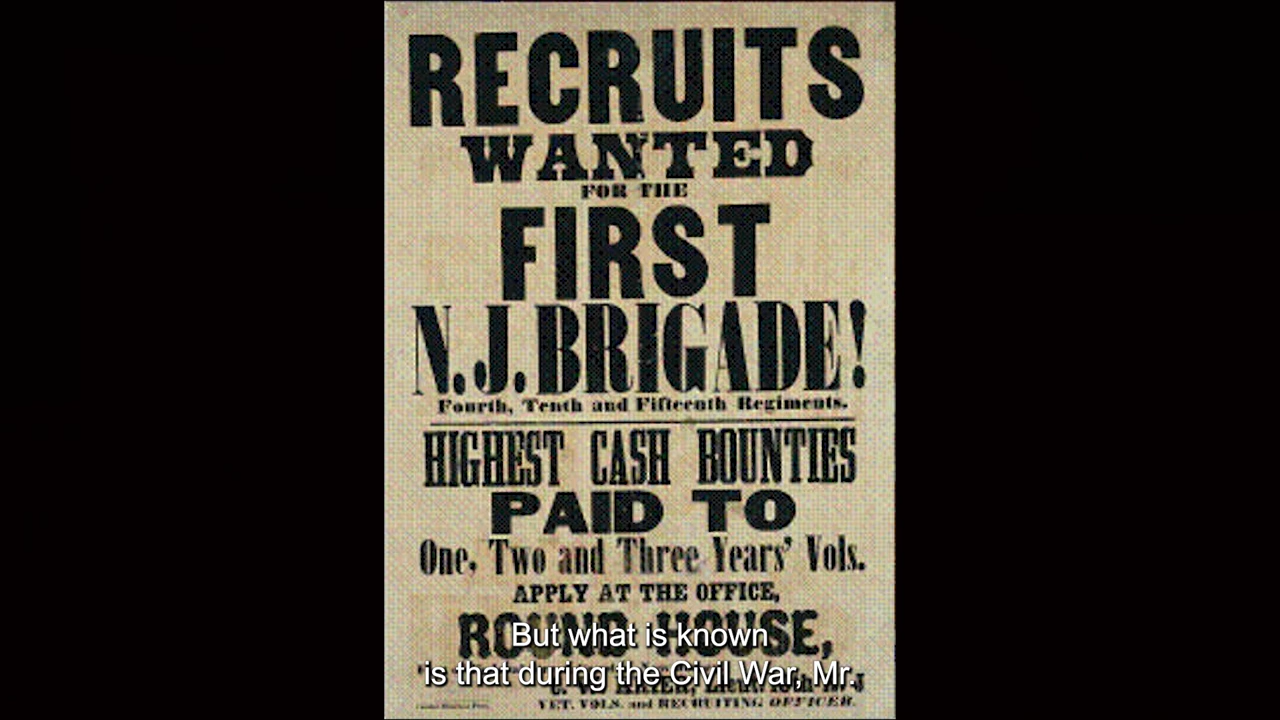 RECRUITS
WANTED
FOR THE
FIRST
N.J. BRIGADE!
Fourth, Tenth and Fifteenth Regiments.
HIGHEST CASH BOUNTIES
PAID TO
One, Two and Three Years' Vols.
APPLY AT THE OFFICE,
ROUND HOUSE,
But what is known
is that during the Civil War, Mr.
VET. VOLS. and RECRUITING OFFICER.